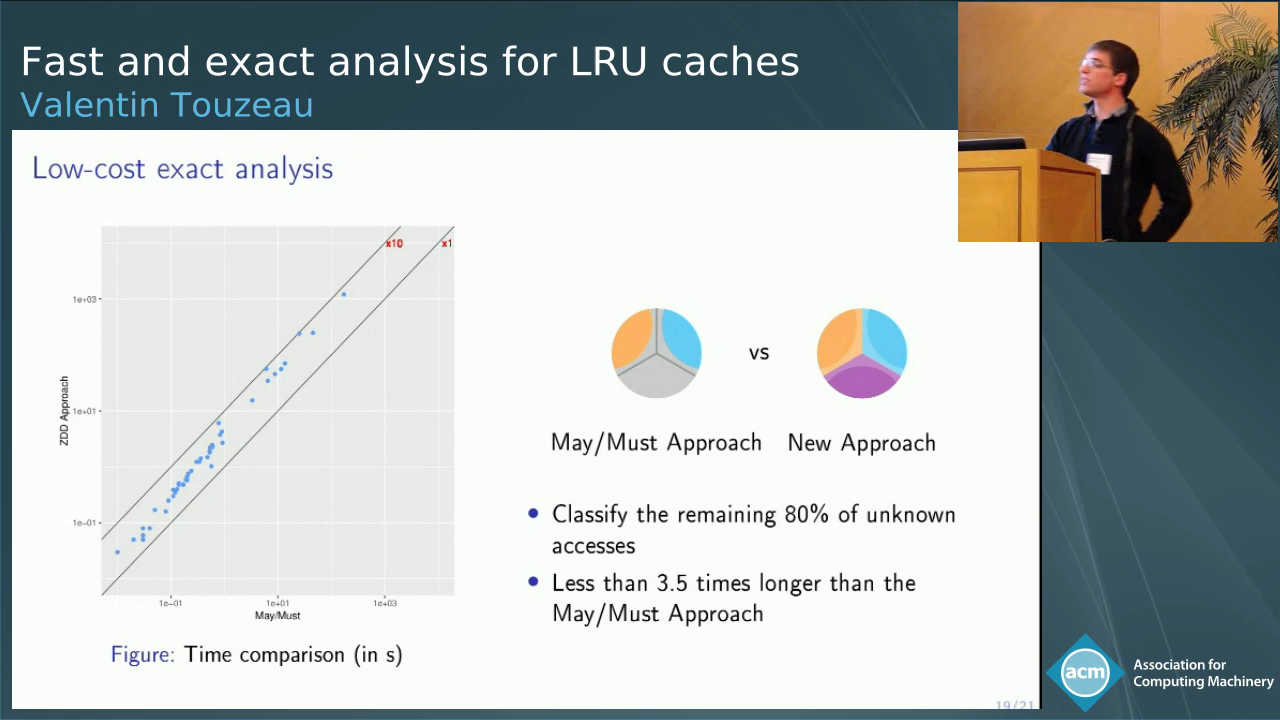 Fast and exact analysis for LRU caches
Valentin Touzeau
Low-cost exact analysis
x10
x1
1e+03
1e+01
1e-01
ZDD Approach
1e-01
1e+01
1e+03
May/Must
Figure: Time comparison (in s)
vs
May/Must Approach
New Approach
Classify the remaining 80% of unknown
accesses
Less than 3.5 times longer than the
May/Must Approach
19/21
acm
Association for
Computing Machinery